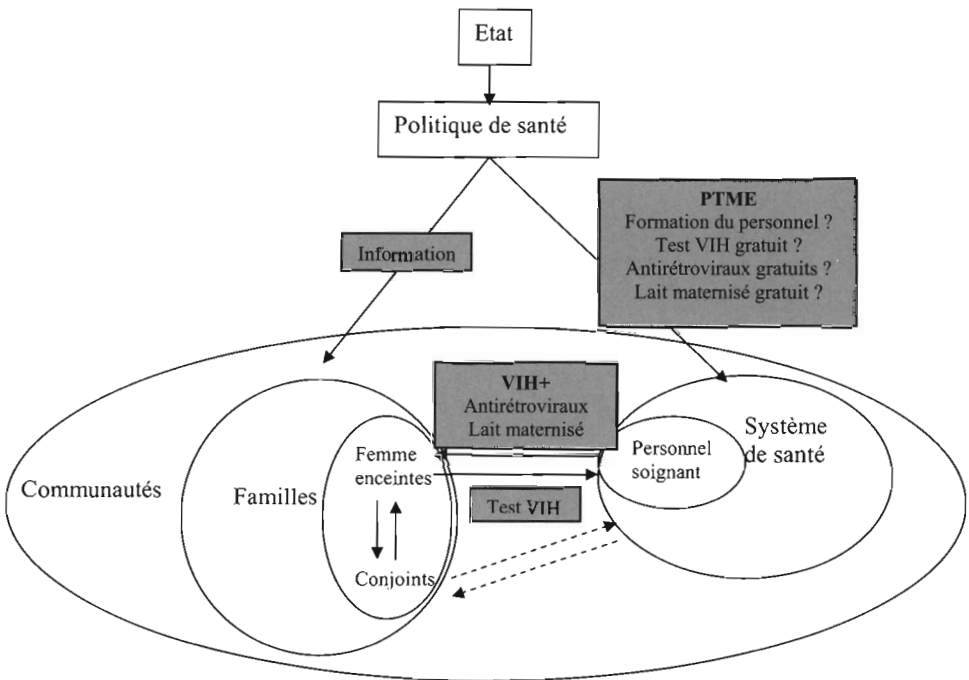 Etat
Politique de santé
PTME
Formation du personnel ?
Test VIH gratuit ?
Antirétroviraux gratuits ?
Lait maternisé gratuit ?
Information
VIH+
Antirétroviraux
Lait maternisé
Système
de santé
Personnel
soignant
Femme
enceintes
Communautés
Familles
Test VIH
Conjoints